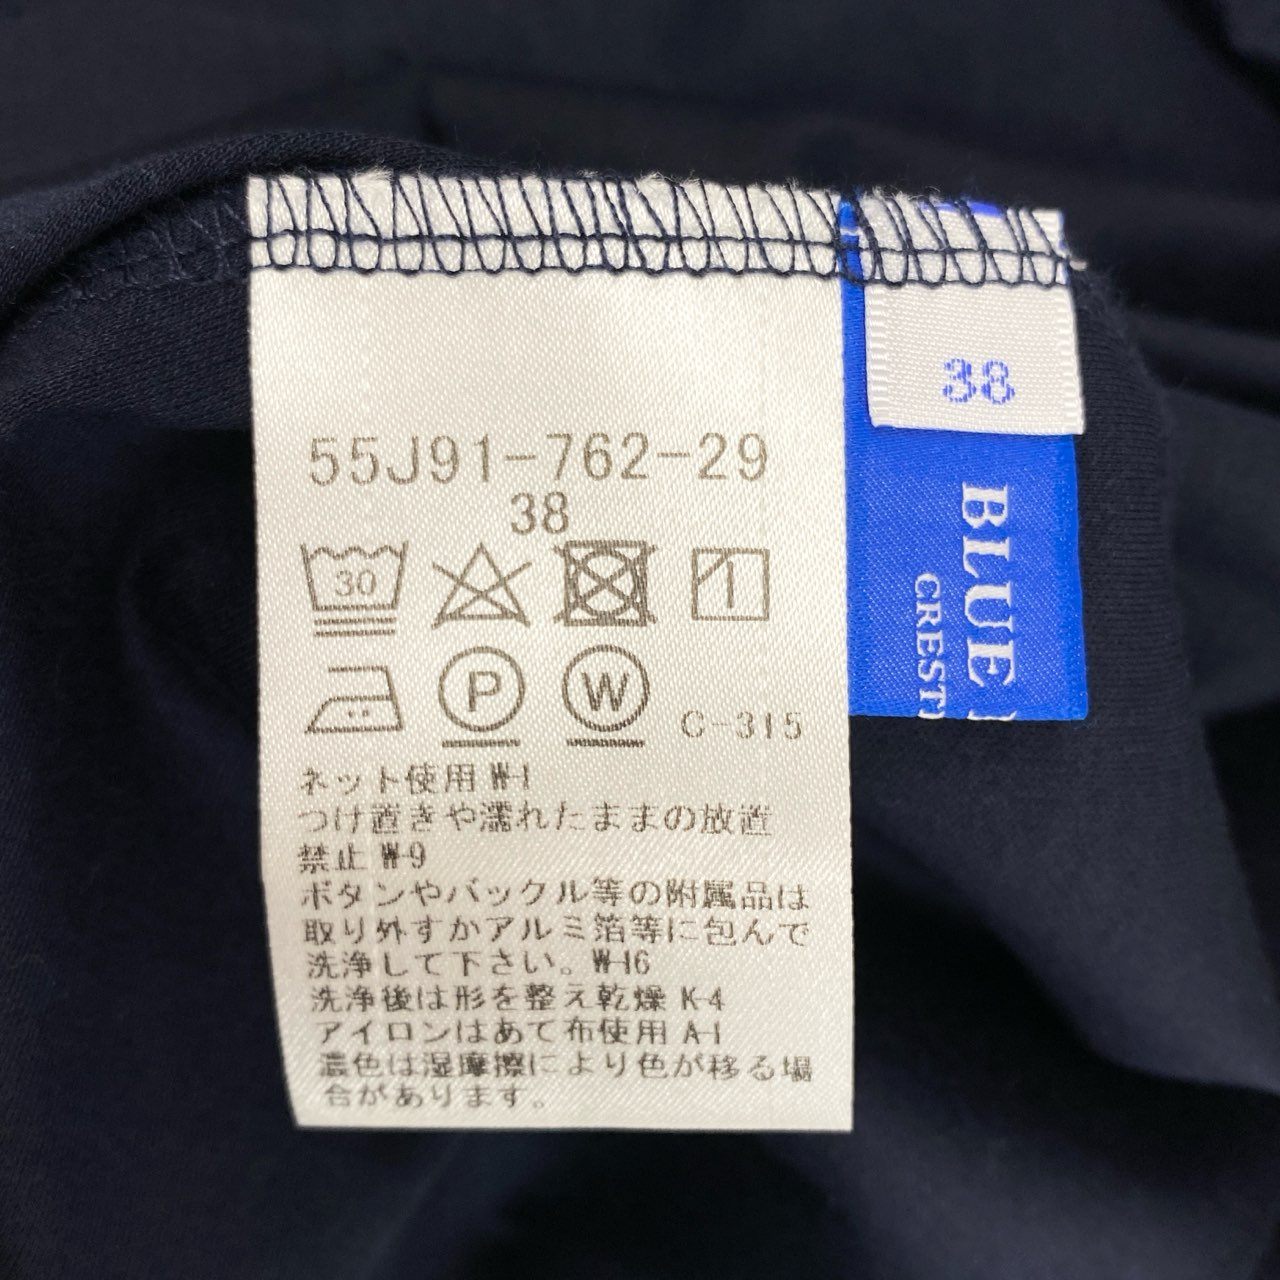 55J91-762-29
38
30
P W C-315
ネット使用 W-1
つけ置きや濡れたままの放置
禁止 W-9
ボタンやバックル等の附属品は
取り外すかアルミ箔等に包んで
洗浄して下さい。W-16
洗浄後は形を整え乾燥 K-4
アイロンはあて布使用 A-1
濃色は湿摩擦により色が移る場
合があります。
38
BLUE
CREST